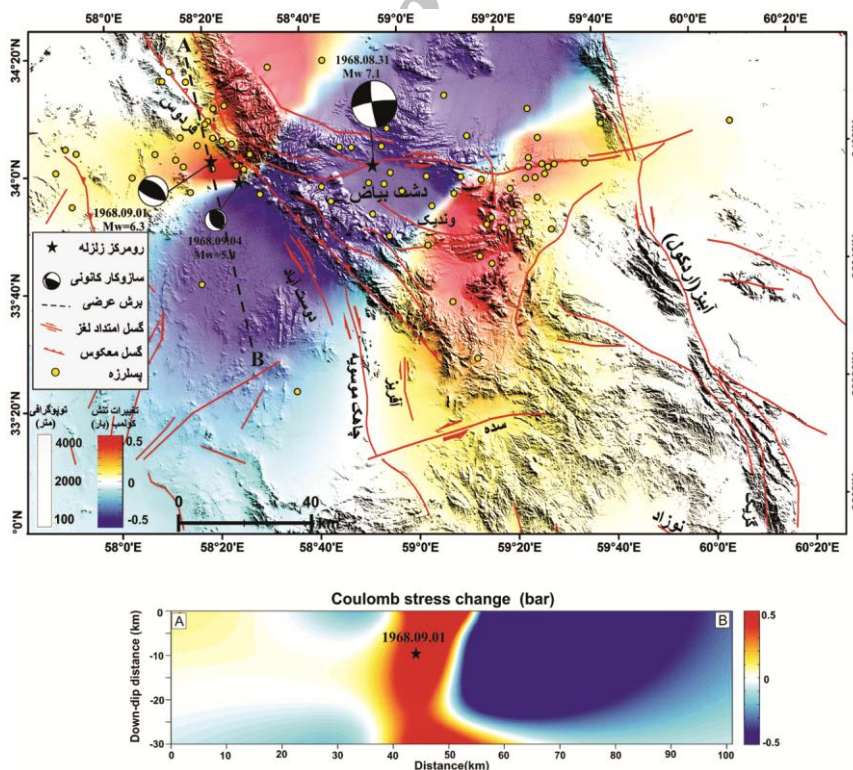 58°0'E 58°20'E 58°40'E 59°0'E 59°20'E 59°40'E 60°0'E 60°20'E
34°20'N
34°0'N
33°40'N
33°20'N
°0'N
A
1968.08.31
Mw 7.1
فردوس
دشت بیاض
وندیک
1968.09.01
Mw=6.3
1968.09.04
آبیز (اردکول)
B
چاهک موسویه
آفریز
سده
نوزاد
گزیک
رومرکز زلزله
سازوکار کانونی
برش عرضی
گسل امتداد لغز
گسل معکوس
پسلرزه
توپوگرافی
(متر)
4000
2000
100
تغییرات تنش
کولمب (بار)
0.5
0
-0.5
0 40
km
58°0'E 58°20'E 58°40'E 59°0'E 59°20'E 59°40'E 60°0'E 60°20'E
Coulomb stress change (bar)
A
B
1968.09.01
Down-dip distance (km)
0
-10
-20
-30
0 10 20 30 40 50 60 70 80 90 100
Distance(km)
0.5
0
-0.5